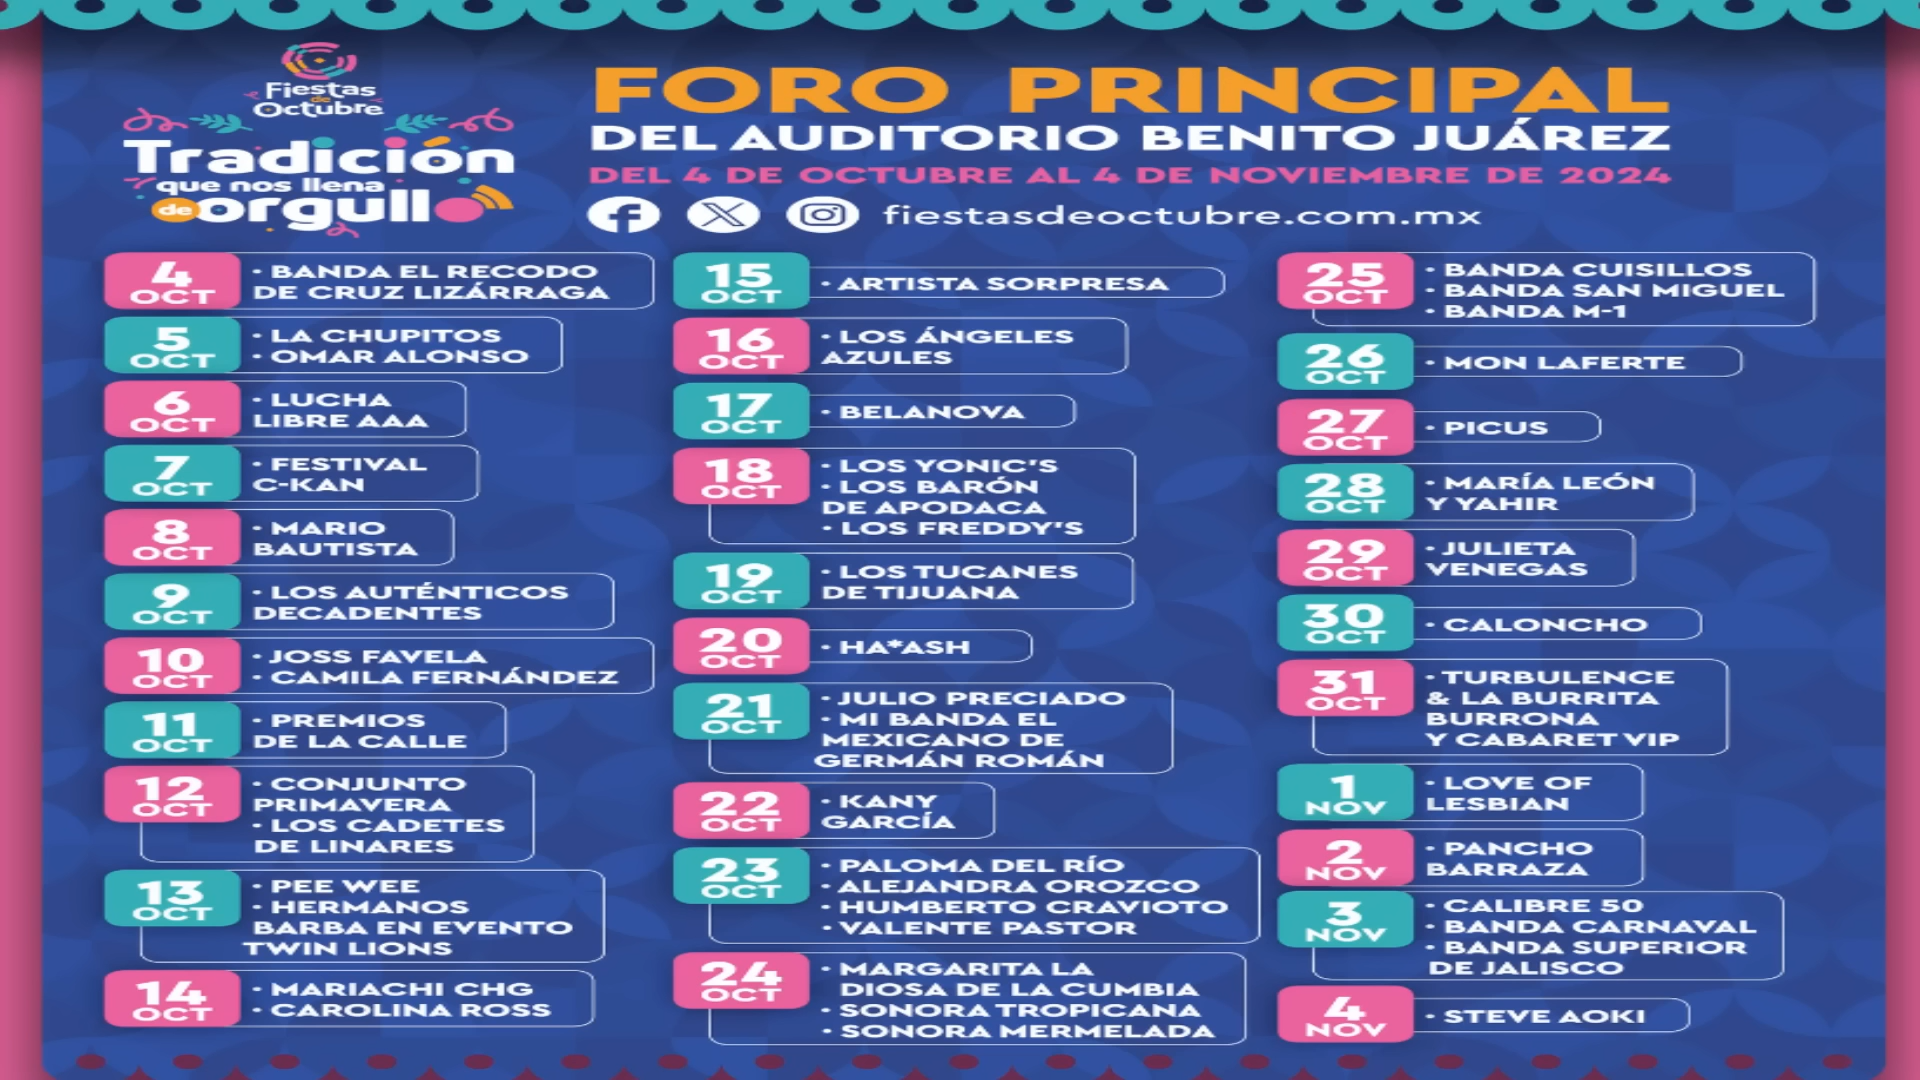 Fiestas
de
Octubre
Tradición
que nos llena
de orgullo
FORO PRINCIPAL
DEL AUDITORIO BENITO JUÁREZ
DEL 4 DE OCTUBRE AL 4 DE NOVIEMBRE DE 2024
fiestasdeoctubre.com.mx
4
OCT
· BANDA EL RECODO
DE CRUZ LIZÁRRAGA
5
OCT
· LA CHUPITOS
· OMAR ALONSO
6
OCT
· LUCHA
LIBRE AAA
7
OCT
· FESTIVAL
C-KAN
8
OCT
· MARIO
BAUTISTA
9
OCT
· LOS AUTÉNTICOS
DECADENTES
10
OCT
· JOSS FAVELA
· CAMILA FERNÁNDEZ
11
OCT
· PREMIOS
DE LA CALLE
12
OCT
· CONJUNTO
PRIMAVERA
· LOS CADETES
DE LINARES
13
OCT
· PEE WEE
· HERMANOS
BARBA EN EVENTO
TWIN LIONS
14
OCT
· MARIACHI CHG
· CAROLINA ROSS
15
OCT
· ARTISTA SORPRESA
16
OCT
· LOS ÁNGELES
AZULES
17
OCT
· BELANOVA
18
OCT
· LOS YONIC'S
· LOS BARÓN
DE APODACA
· LOS FREDDY'S
19
OCT
· LOS TUCANES
DE TIJUANA
20
OCT
· HA*ASH
21
OCT
· JULIO PRECIADO
· MI BANDA EL
MEXICANO DE
GERMÁN ROMÁN
22
OCT
· KANY
GARCÍA
23
OCT
· PALOMA DEL RÍO
· ALEJANDRA OROZCO
· HUMBERTO CRAVIOTO
· VALENTE PASTOR
24
OCT
· MARGARITA LA
DIOSA DE LA CUMBIA
· SONORA TROPICANA
· SONORA MERMELADA
25
OCT
· BANDA CUISILLOS
· BANDA SAN MIGUEL
· BANDA M-1
26
OCT
· MON LAFERTE
27
OCT
· PICUS
28
OCT
· MARÍA LEÓN
Y YAHIR
29
OCT
· JULIETA
VENEGAS
30
OCT
· CALONCHO
31
OCT
· TURBULENCE
& LA BURRITA
BURRONA
Y CABARET VIP
1
NOV
· LOVE OF
LESBIAN
2
NOV
· PANCHO
BARRAZA
3
NOV
· CALIBRE 50
· BANDA CARNAVAL
· BANDA SUPERIOR
DE JALISCO
4
NOV
· STEVE AOKI